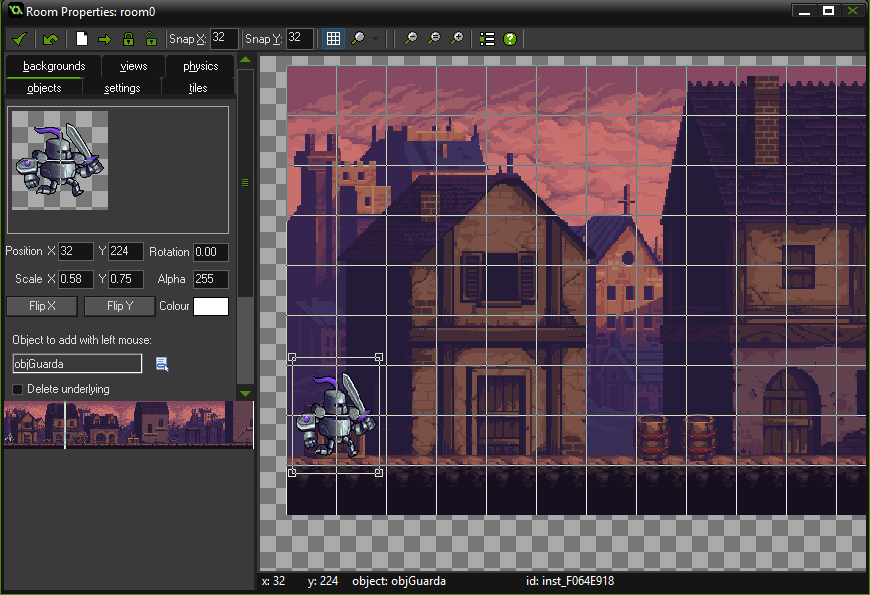 Room Properties: room0
Snap X: 32 Snap Y: 32
backgrounds views physics
objects settings tiles
Position X 32 Y 224 Rotation 0.00
Scale X 0.58 Y 0.75 Alpha 255
Flip X Flip Y Colour
Object to add with left mouse:
objGuarda
Delete underlying
x: 32 y: 224 object: objGuarda id: inst_F064E918